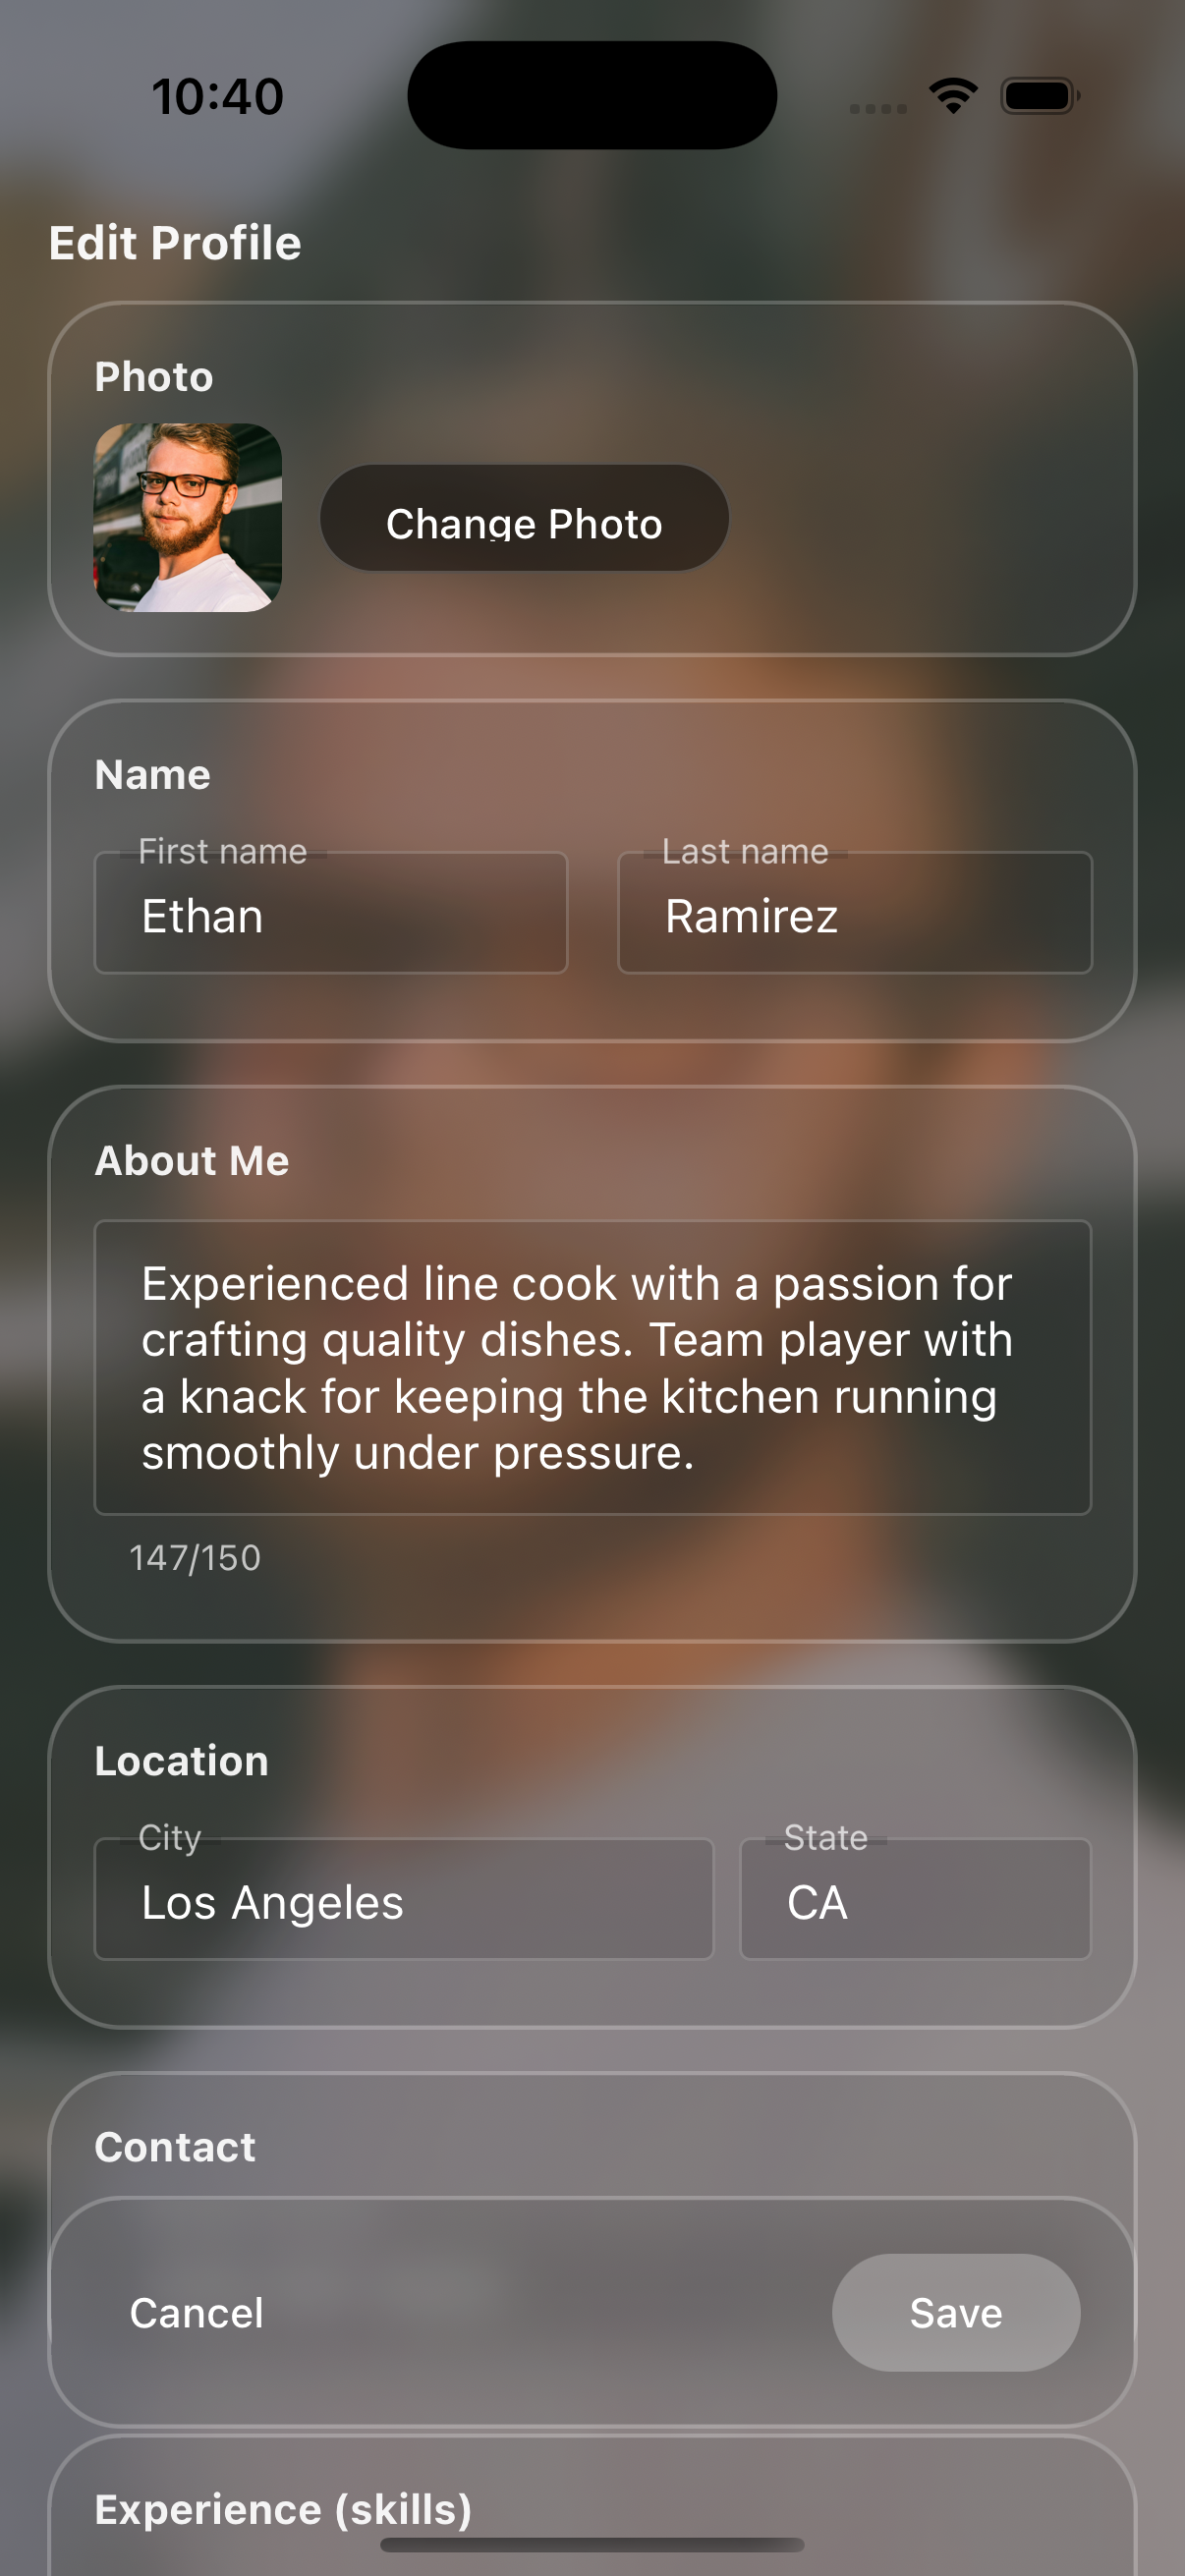 10:40
Edit Profile
Photo
Change Photo
Name
First name
Last name
Ethan
Ramirez
About Me
Experienced line cook with a passion for
crafting quality dishes. Team player with
a knack for keeping the kitchen running
smoothly under pressure.
147/150
Location
City
State
Los Angeles
CA
Contact
Cancel
Save
Experience (skills)